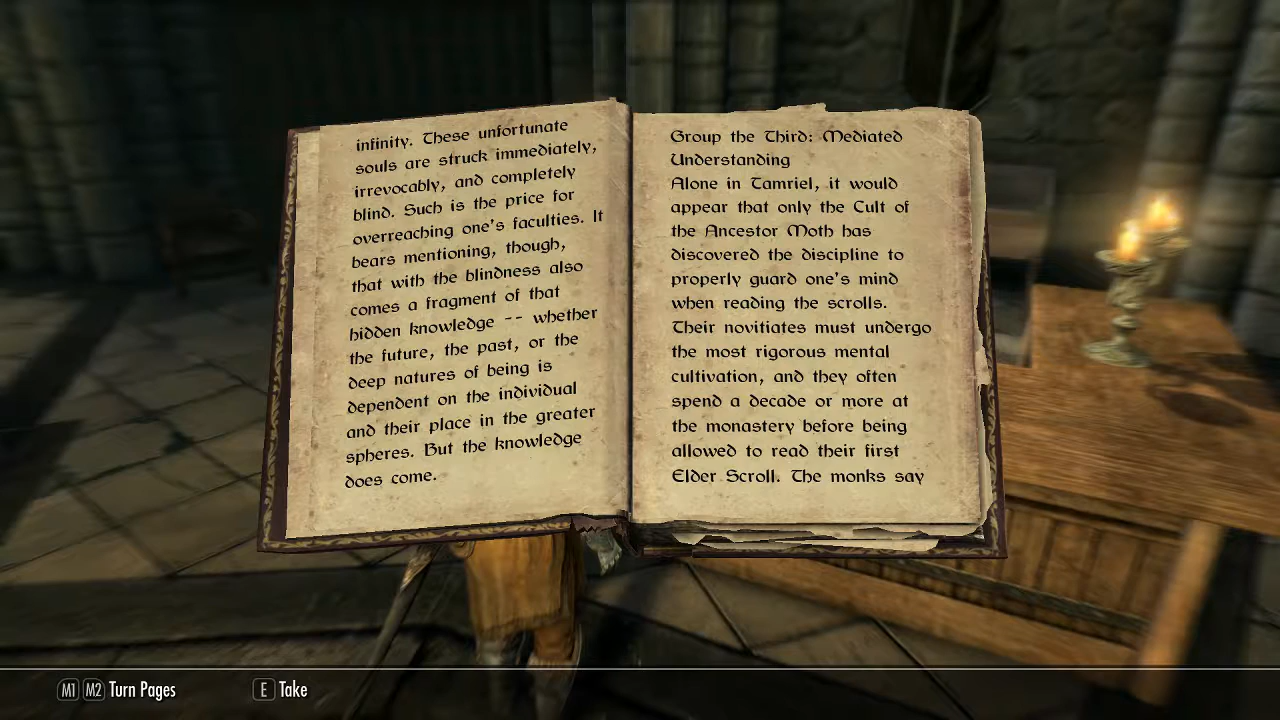 infinity. These unfortunate
souls are struck immediately,
irrevocably, and completely
blind. Such is the price for
overreaching one's faculties. It
bears mentioning, though,
that with the blindness also
comes a fragment of that
hidden knowledge -- whether
the future, the past, or the
deep natures of being is
dependent on the individual
and their place in the greater
spheres. But the knowledge
does come.
Group the Third: Mediated
Understanding
Alone in Tamriel, it would
appear that only the Cult of
the Ancestor Moth has
discovered the discipline to
properly guard one's mind
when reading the scrolls.
Their novitiates must undergo
the most rigorous mental
cultivation, and they often
spend a decade or more at
the monastery before being
allowed to read their first
Elder Scroll. The monks say
M1 M2 Turn Pages
E Take